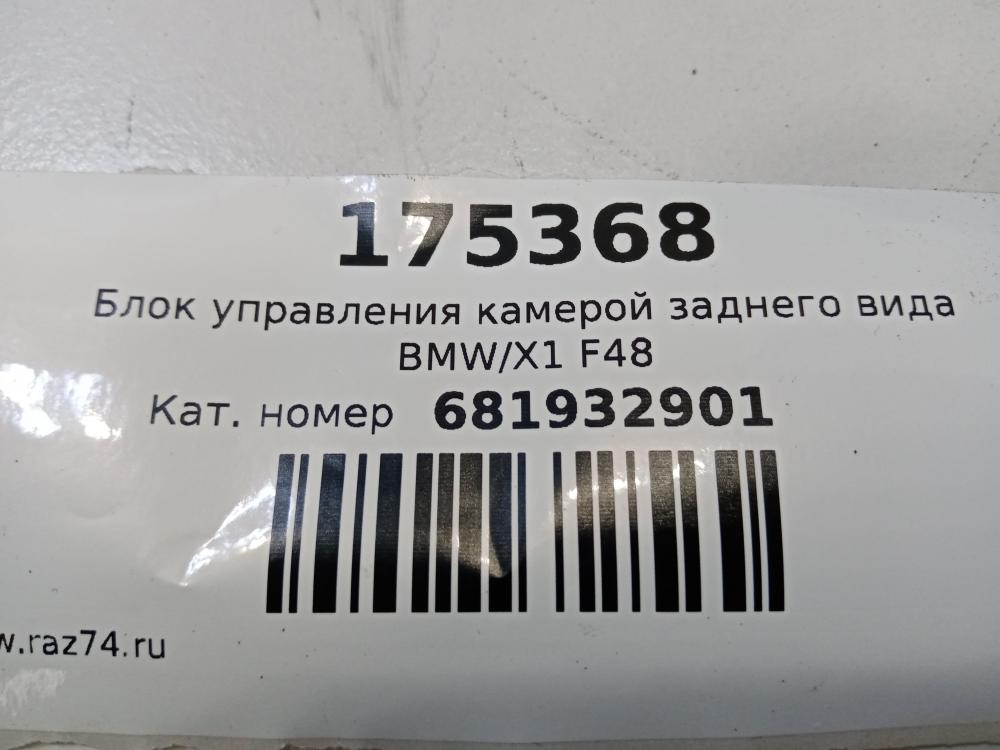 175368
Блок управления камерой заднего вида
BMW/X1 F48
Кат. номер 681932901
w.raz74.ru